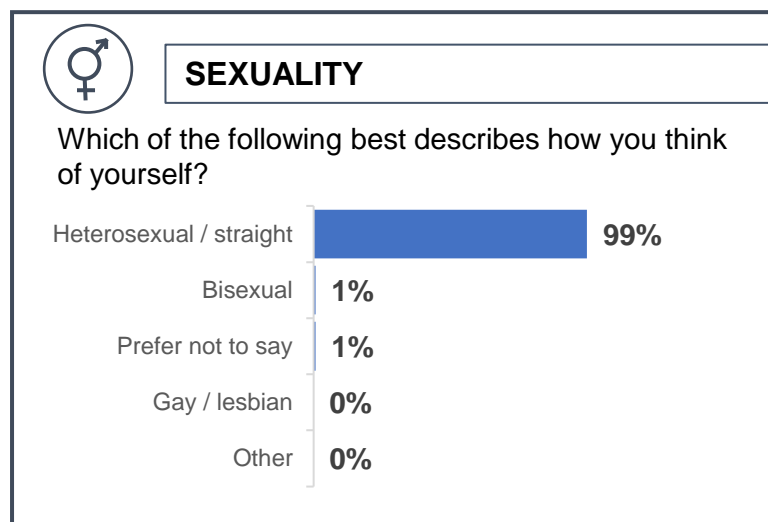 SEXUALITY
Which of the following best describes how you think
of yourself?
Heterosexual / straight 99%
Bisexual 1%
Prefer not to say 1%
Gay / lesbian 0%
Other 0%